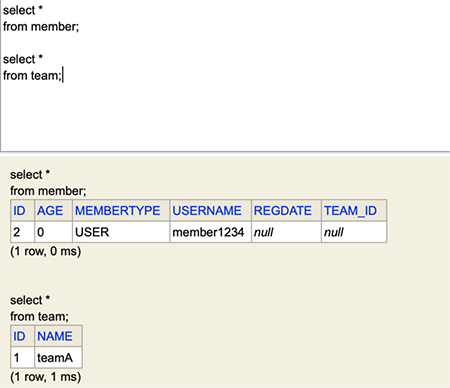 select *
from member;
select *
from team;
select *
from member;
ID AGE MEMBERTYPE USERNAME REGDATE TEAM_ID
2 0 USER member1234 null null
(1 row, 0 ms)
select *
from team;
ID NAME
1 teamA
(1 row, 1 ms)